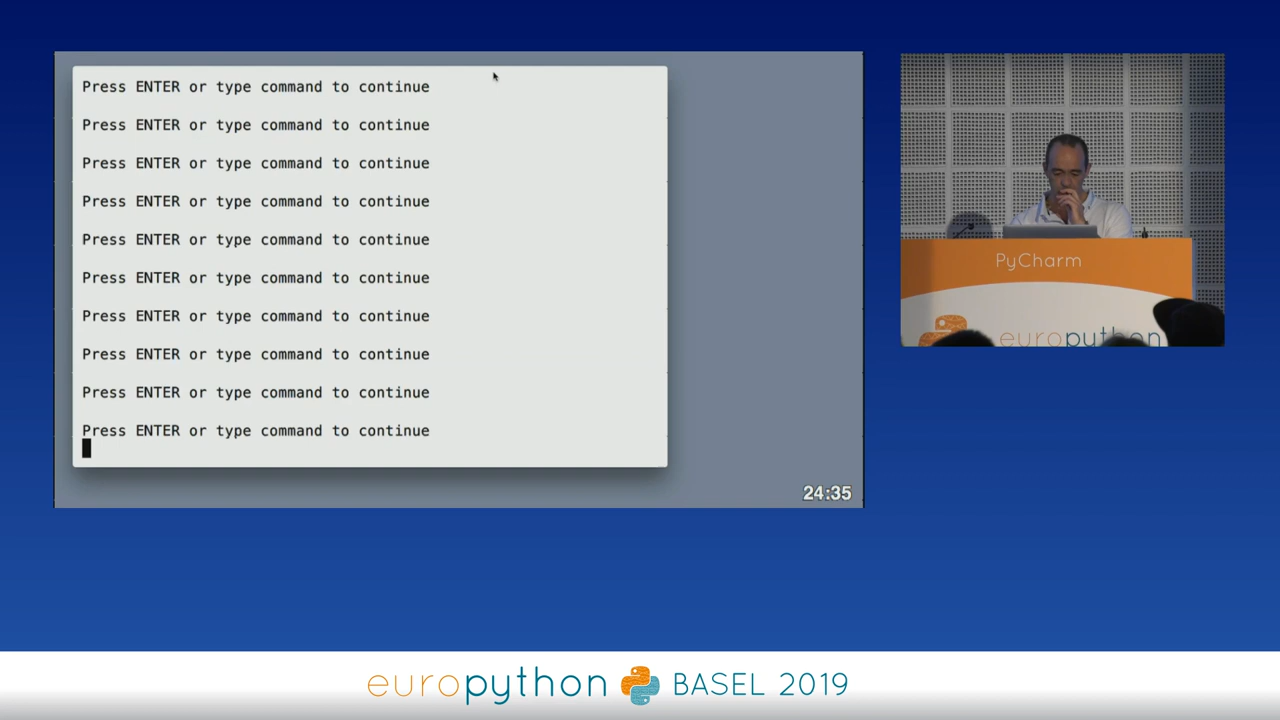 Press ENTER or type command to continue
Press ENTER or type command to continue
Press ENTER or type command to continue
Press ENTER or type command to continue
Press ENTER or type command to continue
Press ENTER or type command to continue
Press ENTER or type command to continue
Press ENTER or type command to continue
Press ENTER or type command to continue
Press ENTER or type command to continue
24:35
PyCharm
europython
europython BASEL 2019